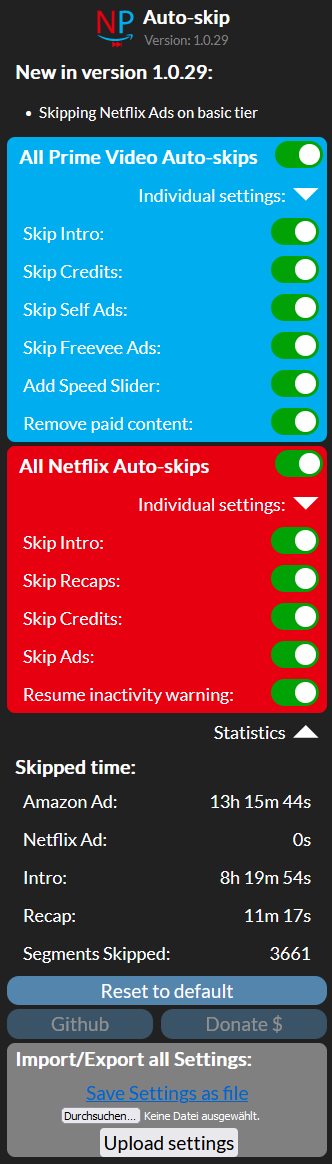 NP Auto-skip
Version: 1.0.29
New in version 1.0.29:
• Skipping Netflix Ads on basic tier
All Prime Video Auto-skips
Individual settings:
Skip Intro:
Skip Credits:
Skip Self Ads:
Skip Freevee Ads:
Add Speed Slider:
Remove paid content:
All Netflix Auto-skips
Individual settings:
Skip Intro:
Skip Recaps:
Skip Credits:
Skip Ads:
Resume inactivity warning:
Statistics
Skipped time:
Amazon Ad: 13h 15m 44s
Netflix Ad: 0s
Intro: 8h 19m 54s
Recap: 11m 17s
Segments Skipped: 3661
Reset to default
Github Donate $
Import/Export all Settings:
Save Settings as file
Durchsuchen... Keine Datei ausgewählt.
Upload settings